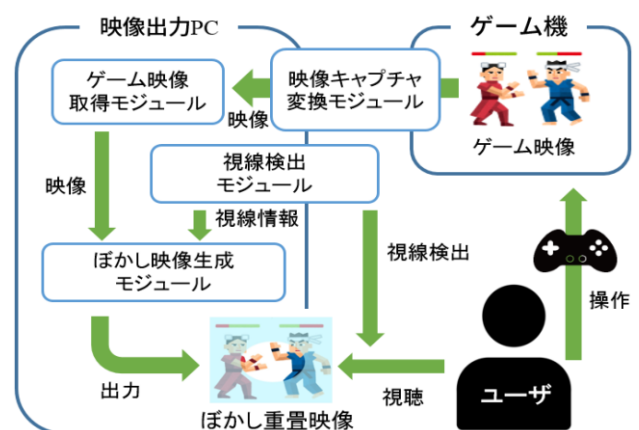 映像出力PC
ゲーム機
ゲーム映像
取得モジュール
映像キャプチャ
変換モジュール
映像
ゲーム映像
視線検出
モジュール
映像
視線情報
視線検出
ぼかし映像生成
モジュール
操作
出力
視聴
ユーザ
ぼかし重畳映像